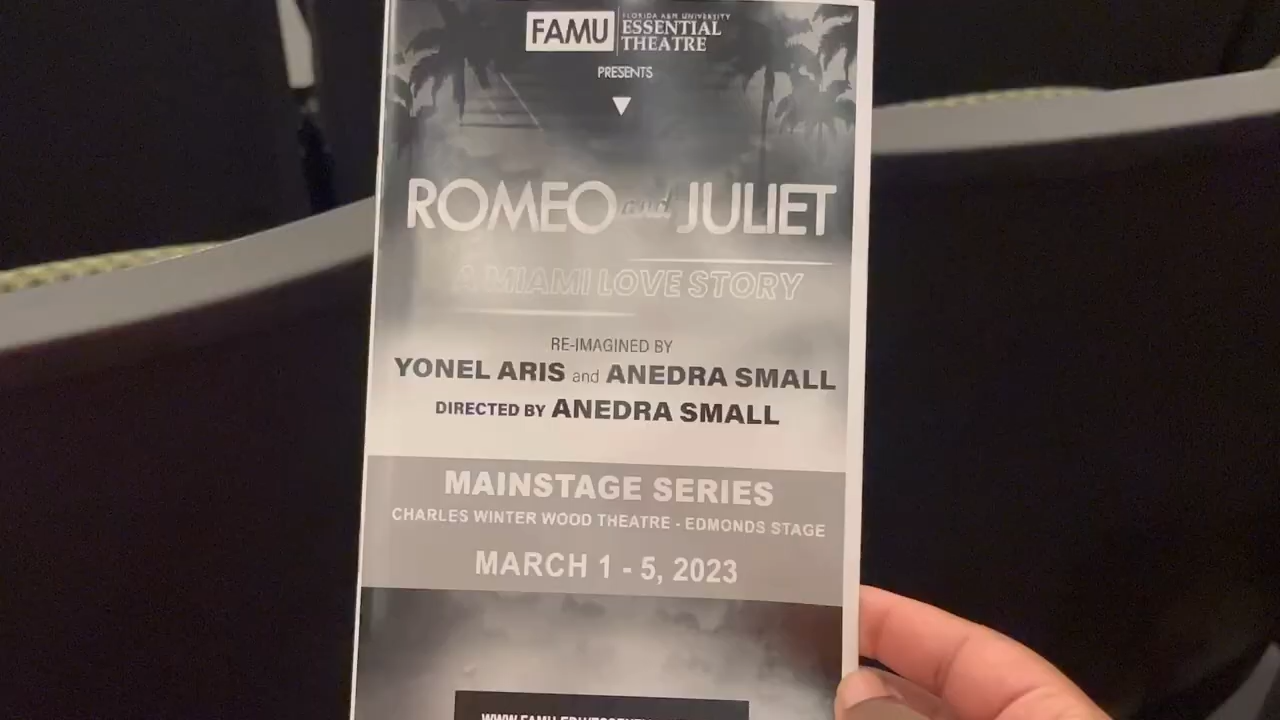 FAMU
FLORIDA A&M UNIVERSITY
ESSENTIAL
THEATRE
PRESENTS
ROMEO and JULIET
A MIAMI LOVE STORY
RE-IMAGINED BY
YONEL ARIS and ANEDRA SMALL
DIRECTED BY ANEDRA SMALL
MAINSTAGE SERIES
CHARLES WINTER WOOD THEATRE - EDMONDS STAGE
MARCH 1 - 5, 2023